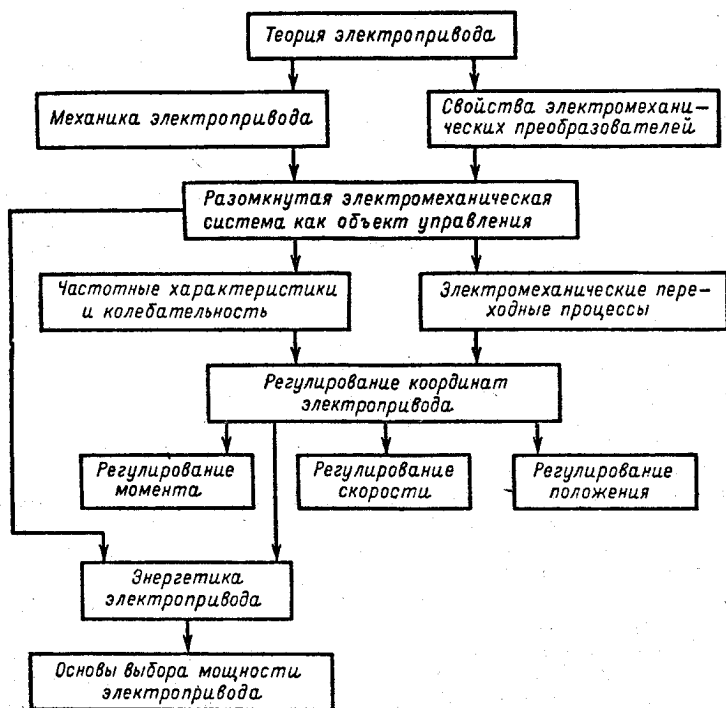 Теория электропривода
Механика электропривода
Свойства электромехани–
ческих преобразователей
Разомкнутая электромеханическая
система как объект управления
Частотные характеристики
и колебательность
Электромеханические пере-
ходные процессы
Регулирование координат
электропривода
Регулирование
момента
Регулирование
скорости
Регулирование
положения
Энергетика
электропривода
Основы выбора мощности
электропривода